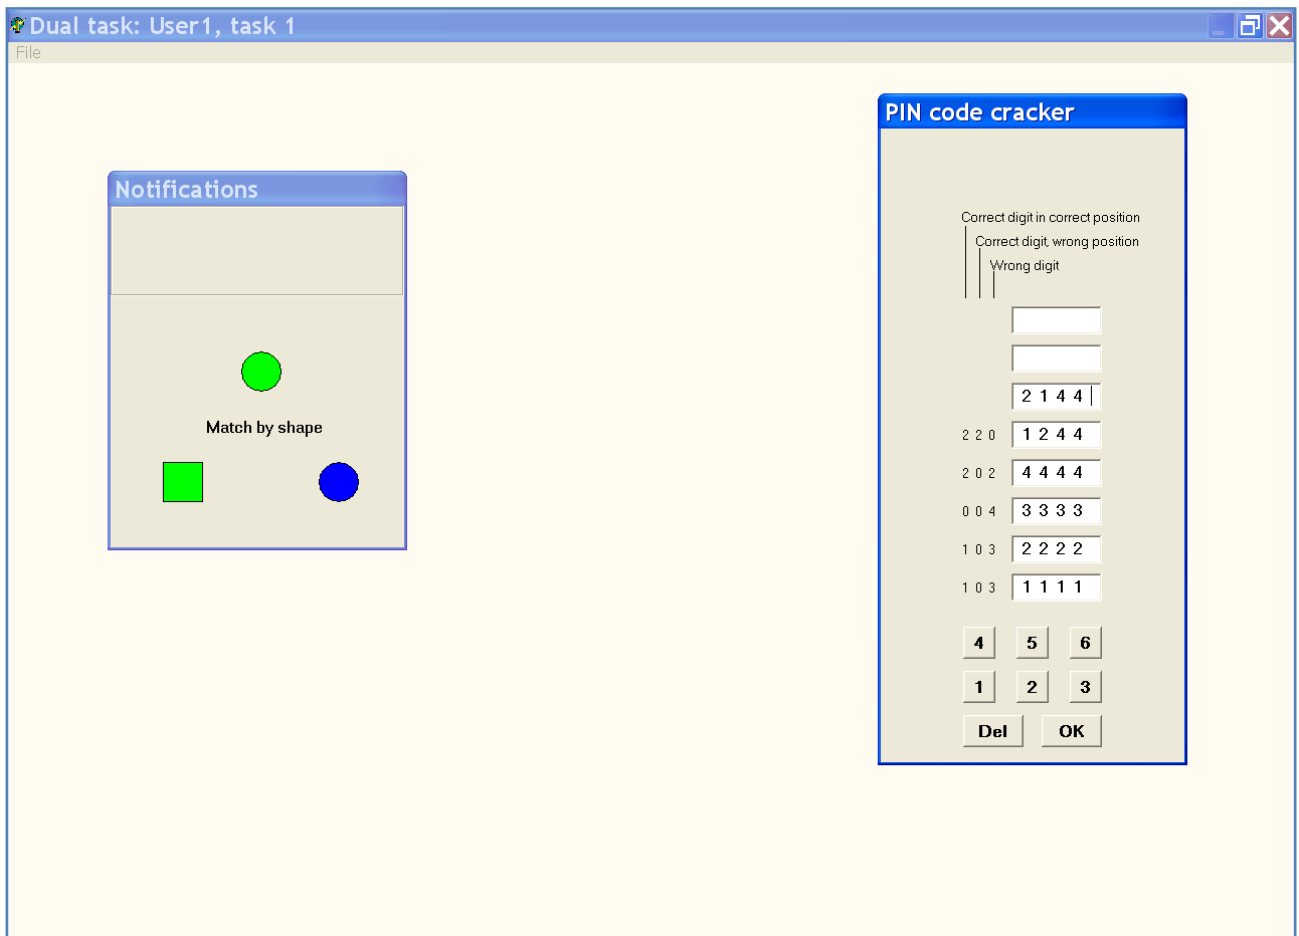 Dual task: User1, task 1
File
Notifications
Match by shape
PIN code cracker
Correct digit in correct position
Correct digit, wrong position
Wrong digit
2 1 4 4
2 2 0 1 2 4 4
2 0 2 4 4 4 4
0 0 4 3 3 3 3
1 0 3 2 2 2 2
1 0 3 1 1 1 1
4 5 6
1 2 3
Del OK